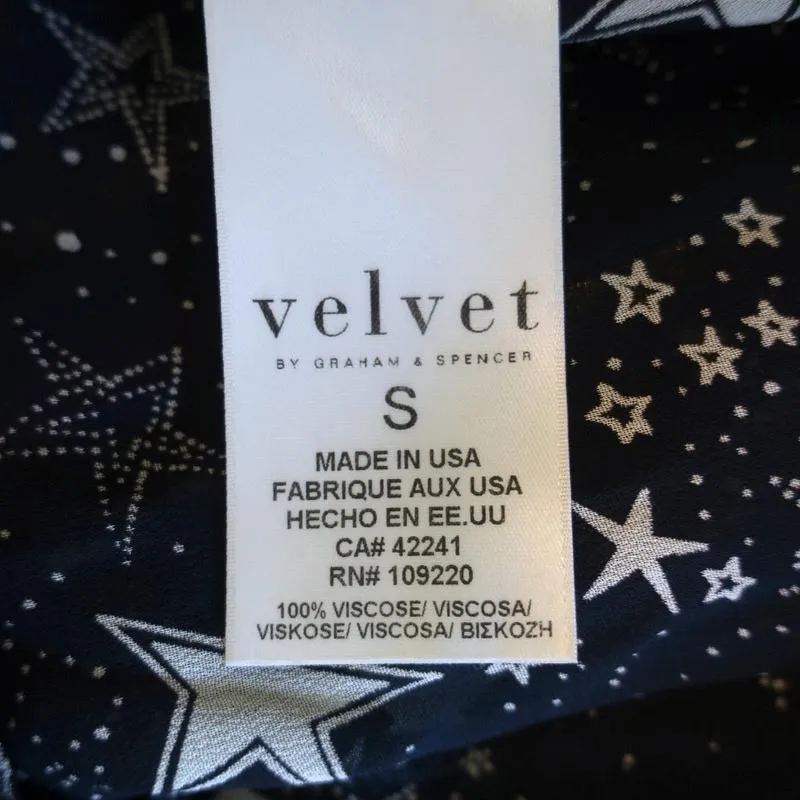 velvet
BY GRAHAM & SPENCER
S
MADE IN USA
FABRIQUE AUX USA
HECHO EN EE.UU
CA# 42241
RN# 109220
100% VISCOSE/ VISCOSA/
VISKOSE/ VISCOSA/ ΒΙΣΚΟΖΗ